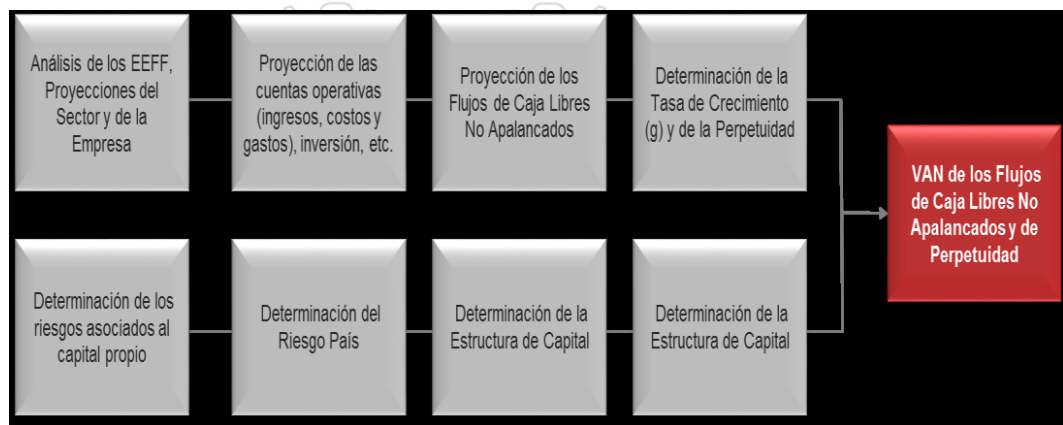 Análisis de los EEFF,
Proyecciones del
Sector y de la
Empresa
Proyección de las
cuentas operativas
(ingresos, costos y
gastos), inversión, etc.
Proyección de los
Flujos de Caja Libres
No Apalancados
Determinación de la
Tasa de Crecimiento
(g) y de la Perpetuidad
VAN de los Flujos
de Caja Libres No
Apalancados y de
Perpetuidad
Determinación de los
riesgos asociados al
capital propio
Determinación del
Riesgo País
Determinación de la
Estructura de Capital
Determinación de la
Estructura de Capital